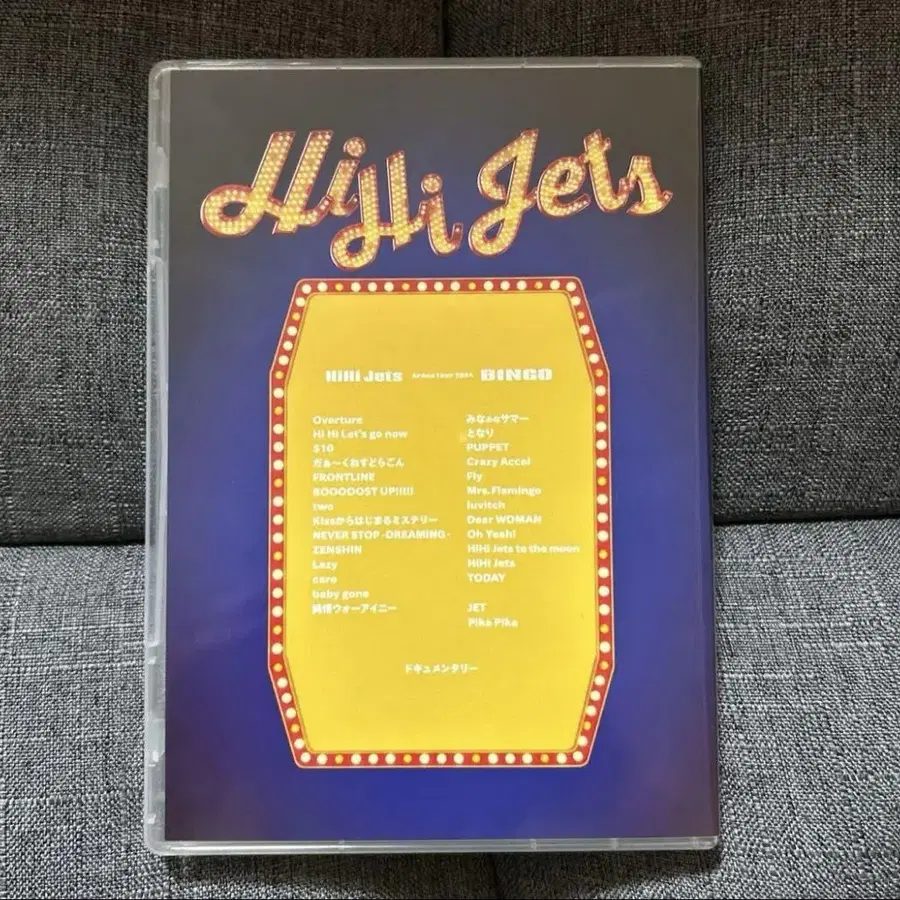 HiHi Jets
HiHi Jets Arena Tour 2024 BINGO
Overture
Hi Hi Let's go now
$10
だぁ〜くねすどらごん
FRONTLINE
BOOOOOST UP!!!!!
two
Kissからはじまるミステリー
NEVER STOP -DREAMING-
ZENSHIN
Lazy
care
baby gone
純情ウォーアイニー
みなみなサマー
となり
PUPPET
Crazy Accel
Fly
Mrs.Flamingo
luvitch
Dear WOMAN
Oh Yeah!
HiHi Jets to the moon
HiHi Jets
TODAY
JET
Pika Pika
ドキュメンタリー